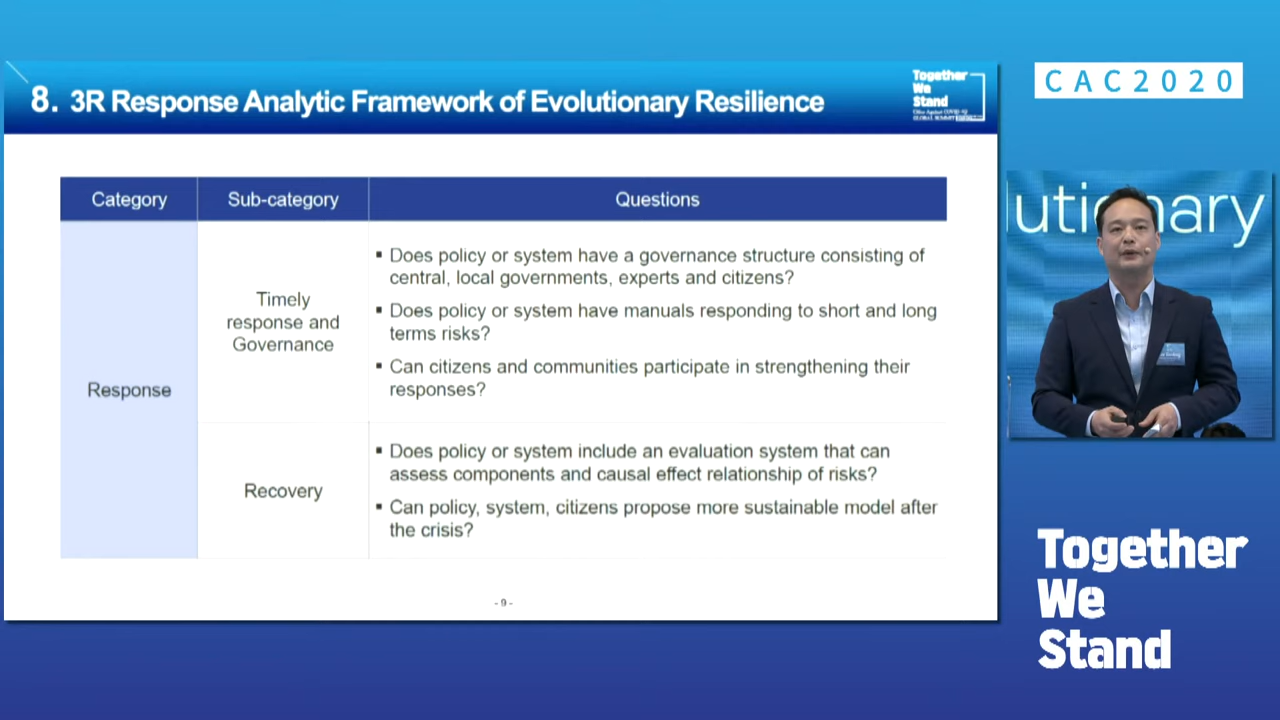 8. 3R Response Analytic Framework of Evolutionary Resilience
Together
We
Stand
Category
Sub-category
Questions
Response
Timely
response and
Governance
▪ Does policy or system have a governance structure consisting of
central, local governments, experts and citizens?
▪ Does policy or system have manuals responding to short and long
terms risks?
▪ Can citizens and communities participate in strengthening their
responses?
Recovery
▪ Does policy or system include an evaluation system that can
assess components and causal effect relationship of risks?
▪ Can policy, system, citizens propose more sustainable model after
the crisis?
- 9 -
CAC2020
Together
We
Stand